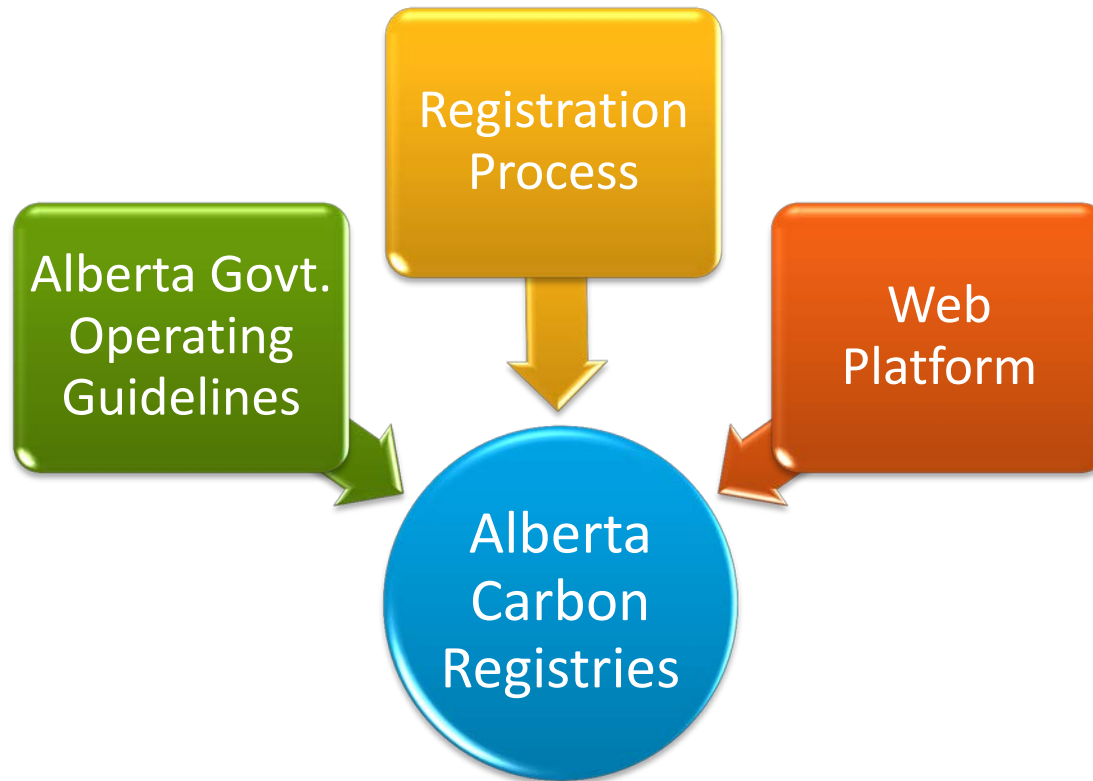 Registration
Process
Alberta Govt.
Operating
Guidelines
Web
Platform
Alberta
Carbon
Registries